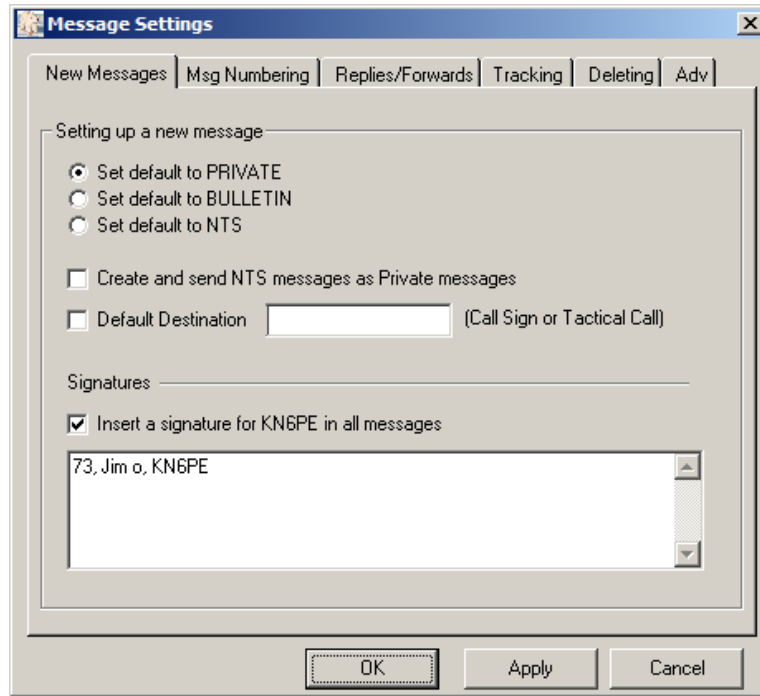 Message Settings
New Messages Msg Numbering Replies/Forwards Tracking Deleting Adv
Setting up a new message
Set default to PRIVATE
Set default to BULLETIN
Set default to NTS
Create and send NTS messages as Private messages
Default Destination (Call Sign or Tactical Call)
Signatures
Insert a signature for KN6PE in all messages
73, Jim o, KN6PE
OK Apply Cancel